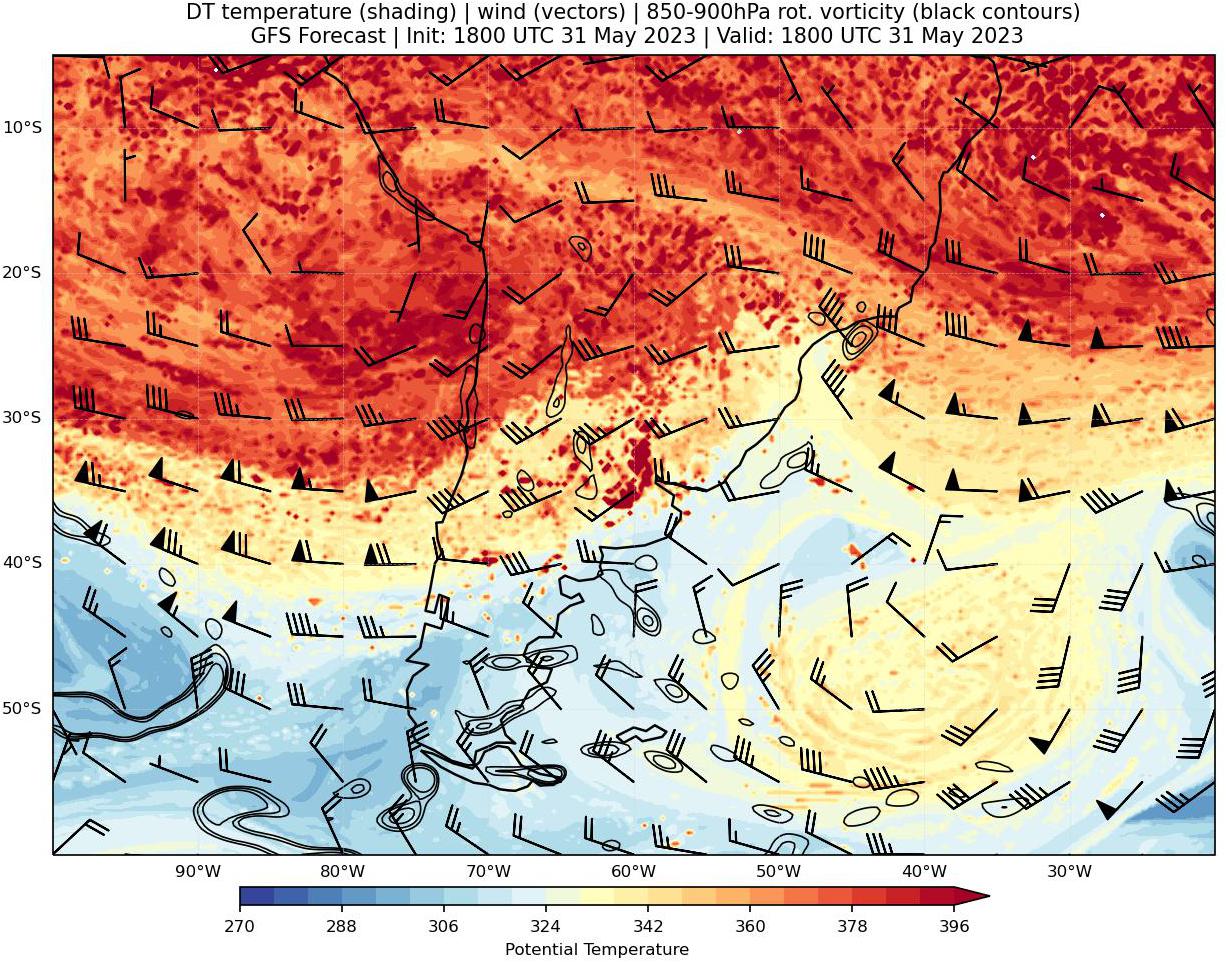 DT temperature (shading) | wind (vectors) | 850-900hPa rot. vorticity (black contours)
GFS Forecast | Init: 1800 UTC 31 May 2023 | Valid: 1800 UTC 31 May 2023
10°S
20°S
30°S
40°S
50°S
90°W 80°W 70°W 60°W 50°W 40°W 30°W
270 288 306 324 342 360 378 396
Potential Temperature